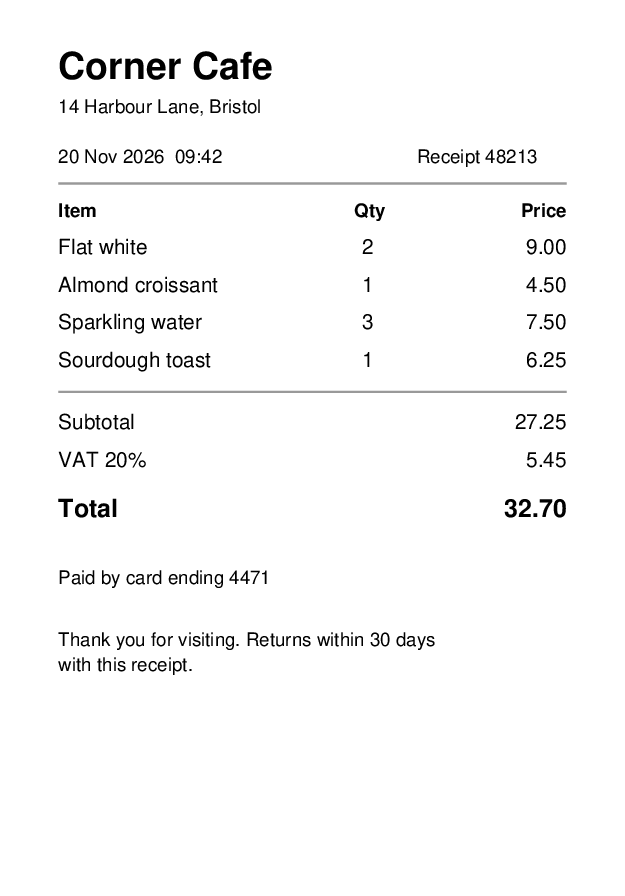 Corner Cafe
14 Harbour Lane, Bristol
20 Nov 2026  09:42 Receipt 48213
Item Qty Price
Flat white 2 9.00
Almond croissant 1 4.50
Sparkling water 3 7.50
Sourdough toast 1 6.25
Subtotal 27.25
VAT 20% 5.45
Total 32.70
Paid by card ending 4471
Thank you for visiting. Returns within 30 days
with this receipt.